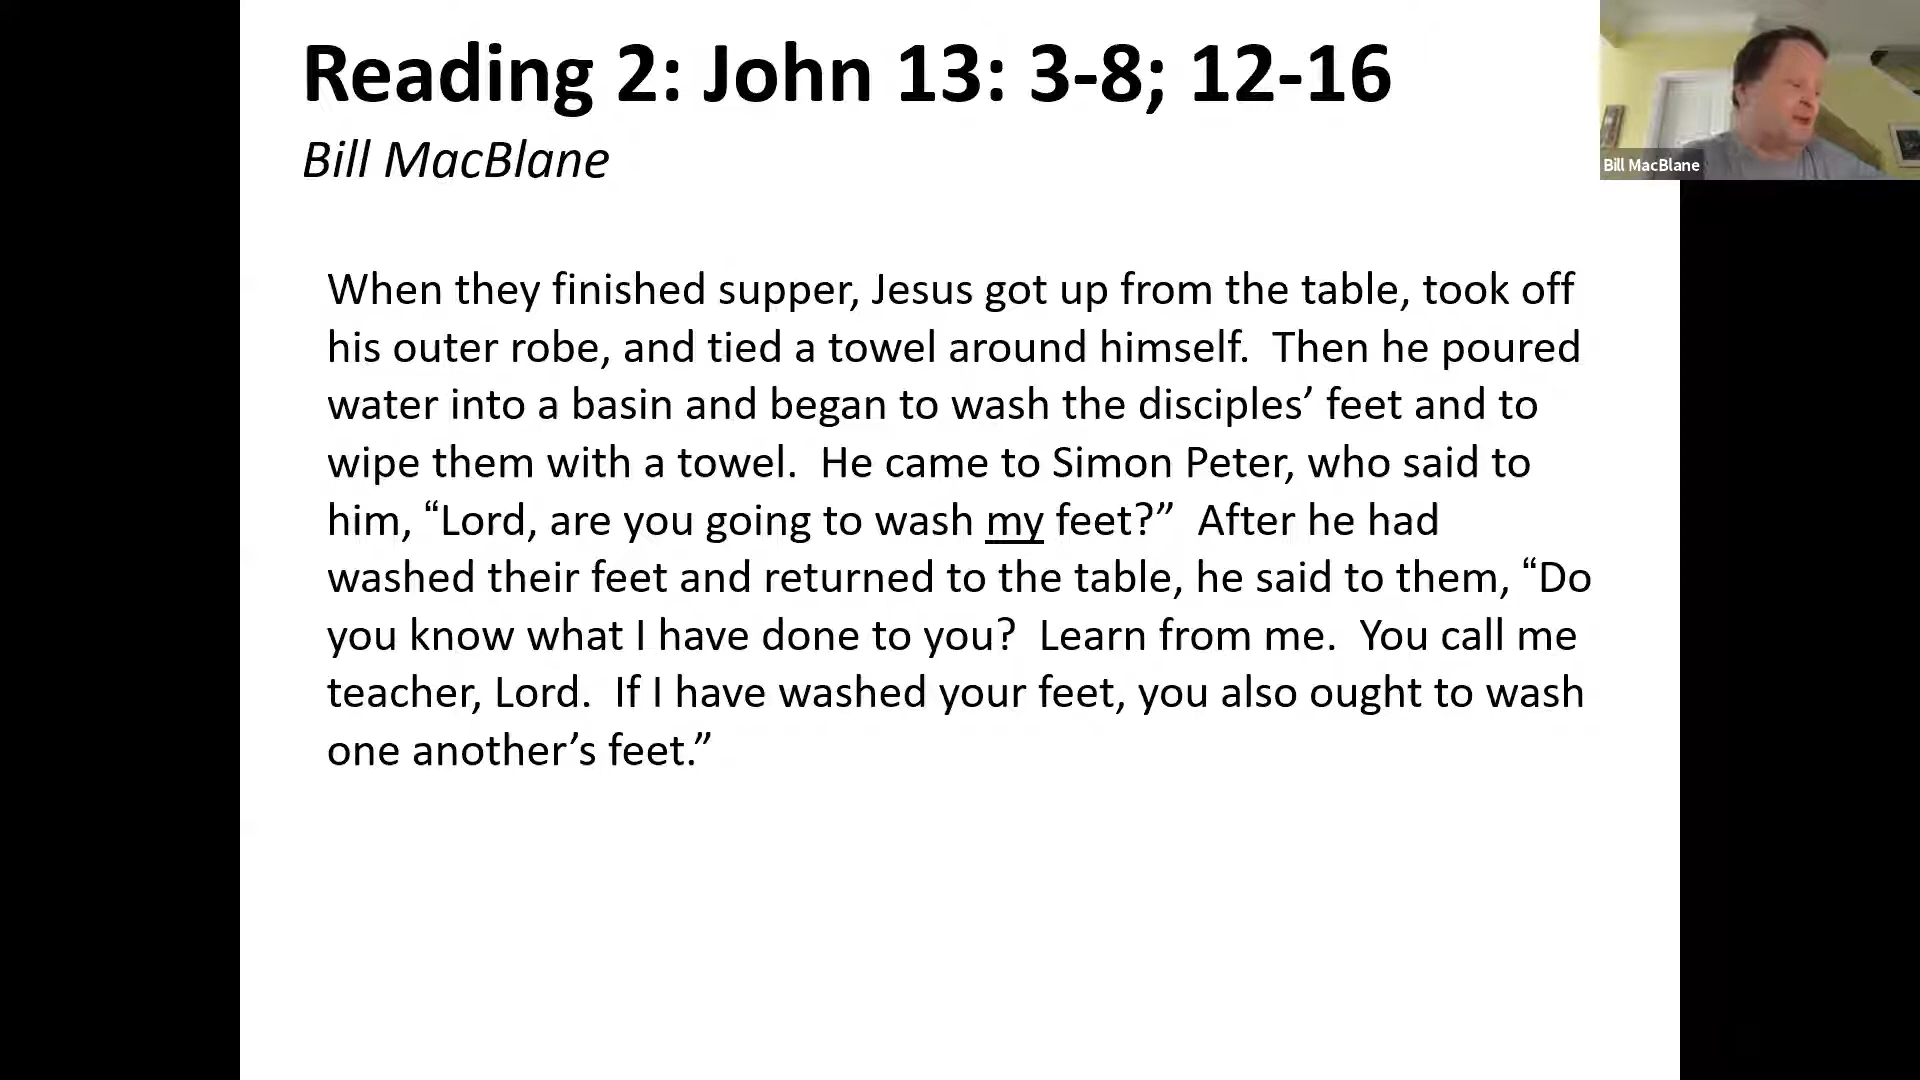 Reading 2: John 13: 3-8; 12-16
Bill MacBlane
Bill MacBlane
When they finished supper, Jesus got up from the table, took off
his outer robe, and tied a towel around himself.  Then he poured
water into a basin and began to wash the disciples’ feet and to
wipe them with a towel.  He came to Simon Peter, who said to
him, “Lord, are you going to wash my feet?”  After he had
washed their feet and returned to the table, he said to them, “Do
you know what I have done to you?  Learn from me.  You call me
teacher, Lord.  If I have washed your feet, you also ought to wash
one another’s feet.”